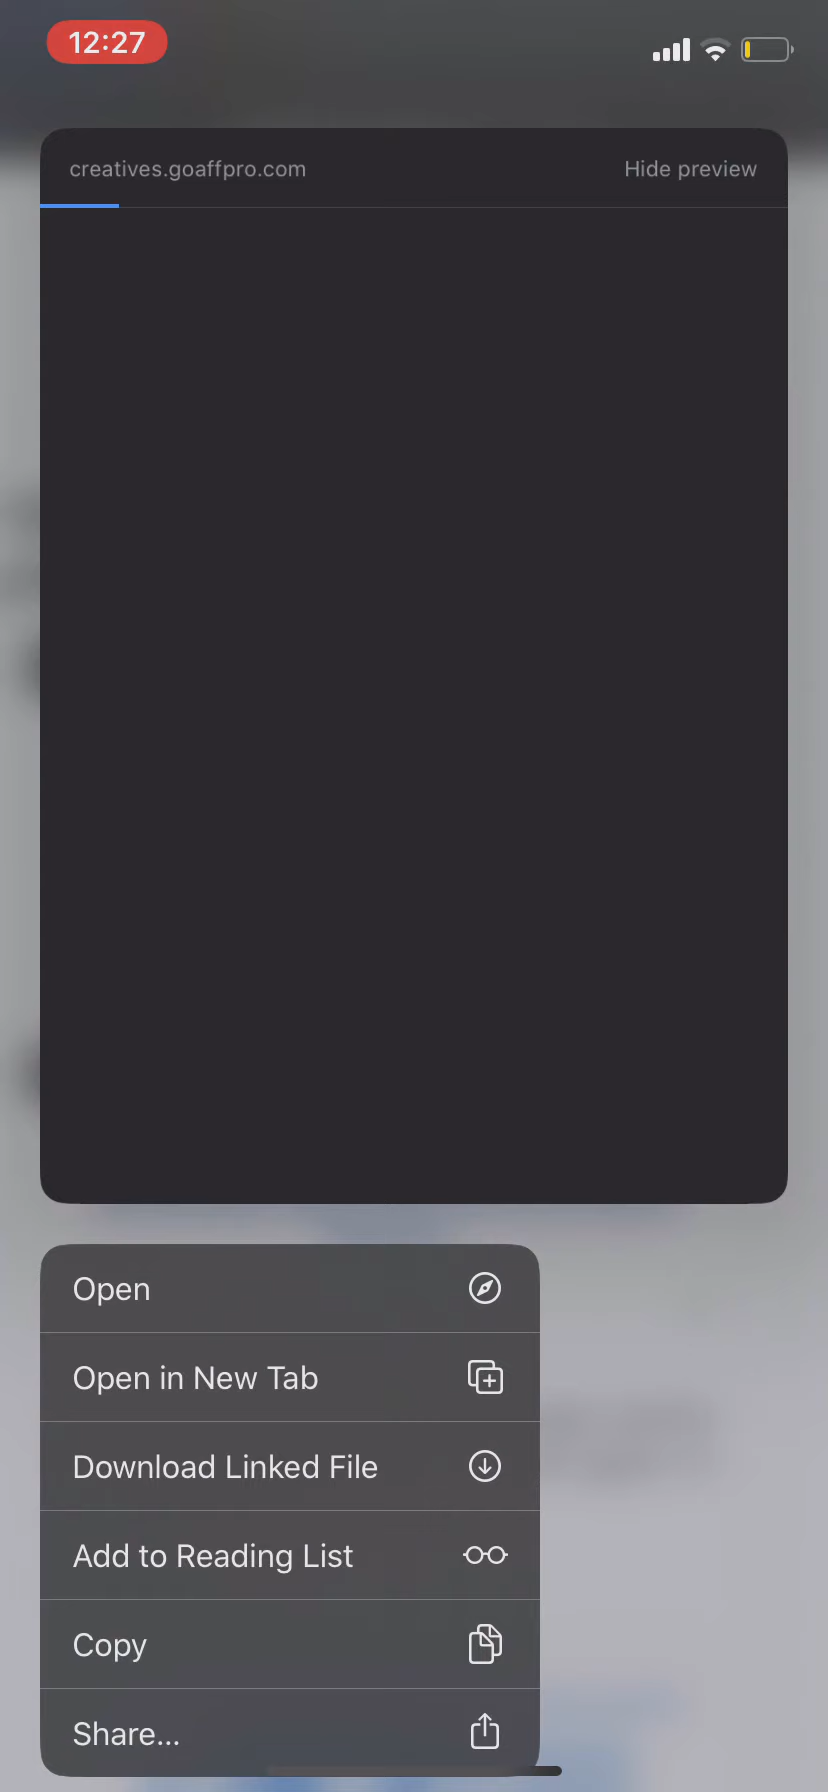 12:27
creatives.goaffpro.com
Hide preview
Open
Open in New Tab
Download Linked File
Add to Reading List
Copy
Share...